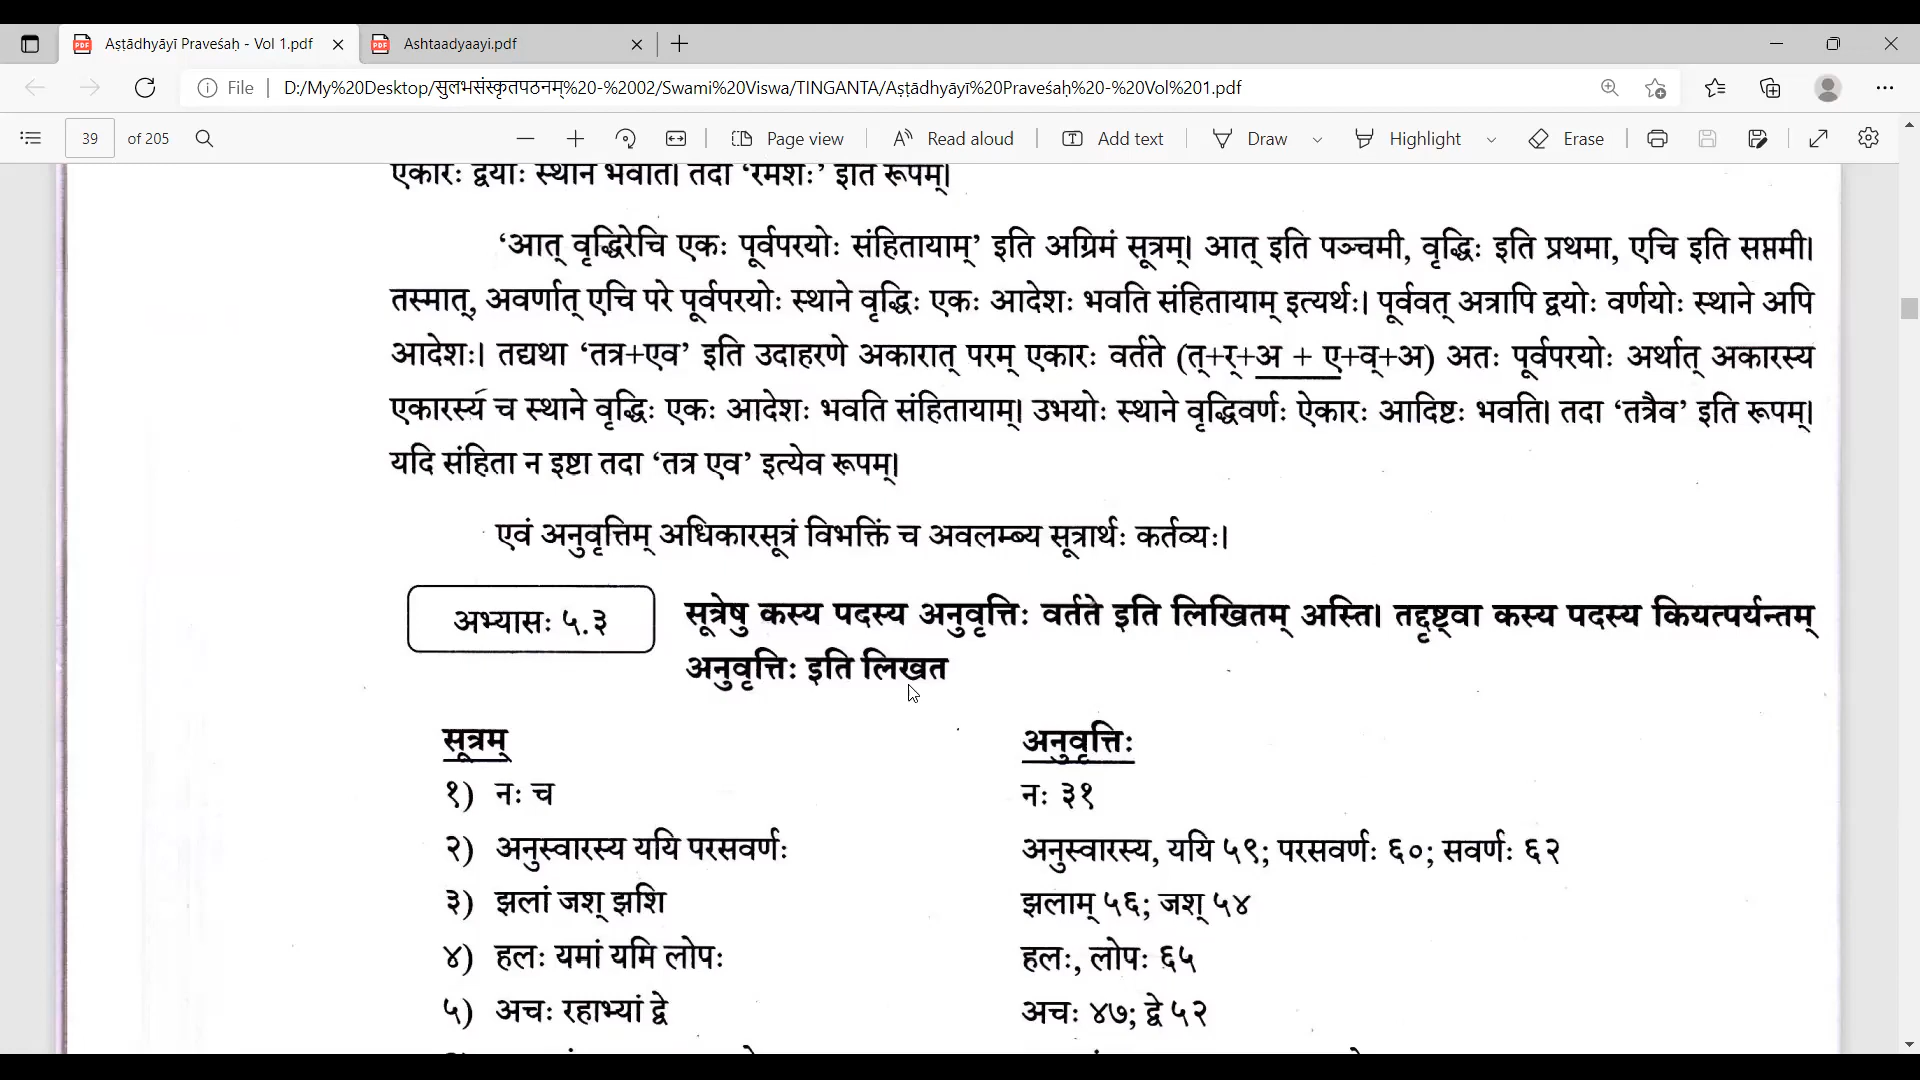 Aṣṭādhyāyī Praveśaḥ - Vol 1.pdf
Ashtaadyaayi.pdf
File
D:/My%20Desktop/सुलभसंस्कृतपठनम्%20-%2002/Swami%20Viswa/TINGANTA/Aṣṭādhyāyī%20Praveśaḥ%20-%20Vol%201.pdf
39 of 205
Page view
Read aloud
Add text
Draw
Highlight
Erase
एकारः द्वयोः स्थाने भवति। तदा ‘रमेशः’ इति रूपम्।
‘आत् वृद्धिरेचि एकः पूर्वपरयोः संहितायाम्’ इति अग्रिमं सूत्रम्। आत् इति पञ्चमी, वृद्धिः इति प्रथमा, एचि इति सप्तमी।
तस्मात्, अवर्णात् एचि परे पूर्वपरयोः स्थाने वृद्धिः एकः आदेशः भवति संहितायाम् इत्यर्थः। पूर्ववत् अत्रापि द्वयोः वर्णयोः स्थाने अपि
आदेशः। तद्यथा ‘तत्र+एव’ इति उदाहरणे अकारात् परम् एकारः वर्तते (त्+र्+अ + ए+व्+अ) अतः पूर्वपरयोः अर्थात् अकारस्य
एकारस्य च स्थाने वृद्धिः एकः आदेशः भवति संहितायाम्। उभयोः स्थाने वृद्धिवर्णः ऐकारः आदिष्टः भवति। तदा ‘तत्रैव’ इति रूपम्।
यदि संहिता न इष्टा तदा ‘तत्र एव’ इत्येव रूपम्।
एवं अनुवृत्तिम् अधिकारसूत्रं विभक्तिं च अवलम्ब्य सूत्रार्थः कर्तव्यः।
अभ्यासः ५.३
सूत्रेषु कस्य पदस्य अनुवृत्तिः वर्तते इति लिखितम् अस्ति। तद्दृष्ट्वा कस्य पदस्य कियत्पर्यन्तम्
अनुवृत्तिः इति लिखत
सूत्रम् अनुवृत्तिः
१) नः च नः ३१
२) अनुस्वारस्य ययि परसवर्णः अनुस्वारस्य, ययि ५९; परसवर्णः ६०; सवर्णः ६२
३) झलां जश् झशि झलाम् ५६; जश् ५४
४) हलः यमां यमि लोपः हलः, लोपः ६५
५) अचः रहाभ्यां द्वे अचः ४७; द्वे ५२